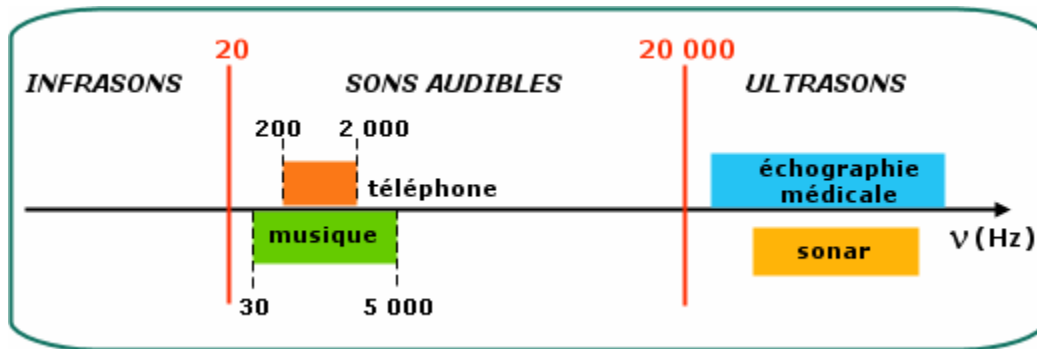 20
20 000
INFRASONS
SONS AUDIBLES
ULTRASONS
200
2 000
téléphone
échographie
médicale
musique
ν (Hz)
sonar
30
5 000